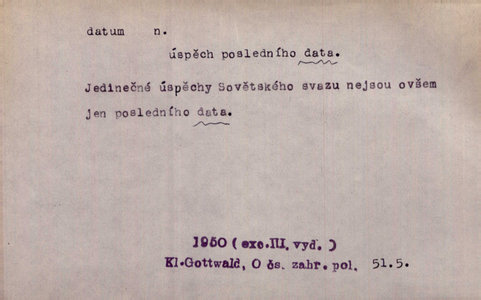 datum n.
úspěch posledního data.
Jedinečné úspěchy Sovětského svazu nejsou ovšem
jen posledního data.
1950 ( exc.III. vyd. )
Kl.Gottwald, O čs. zahr. pol. 51.5.